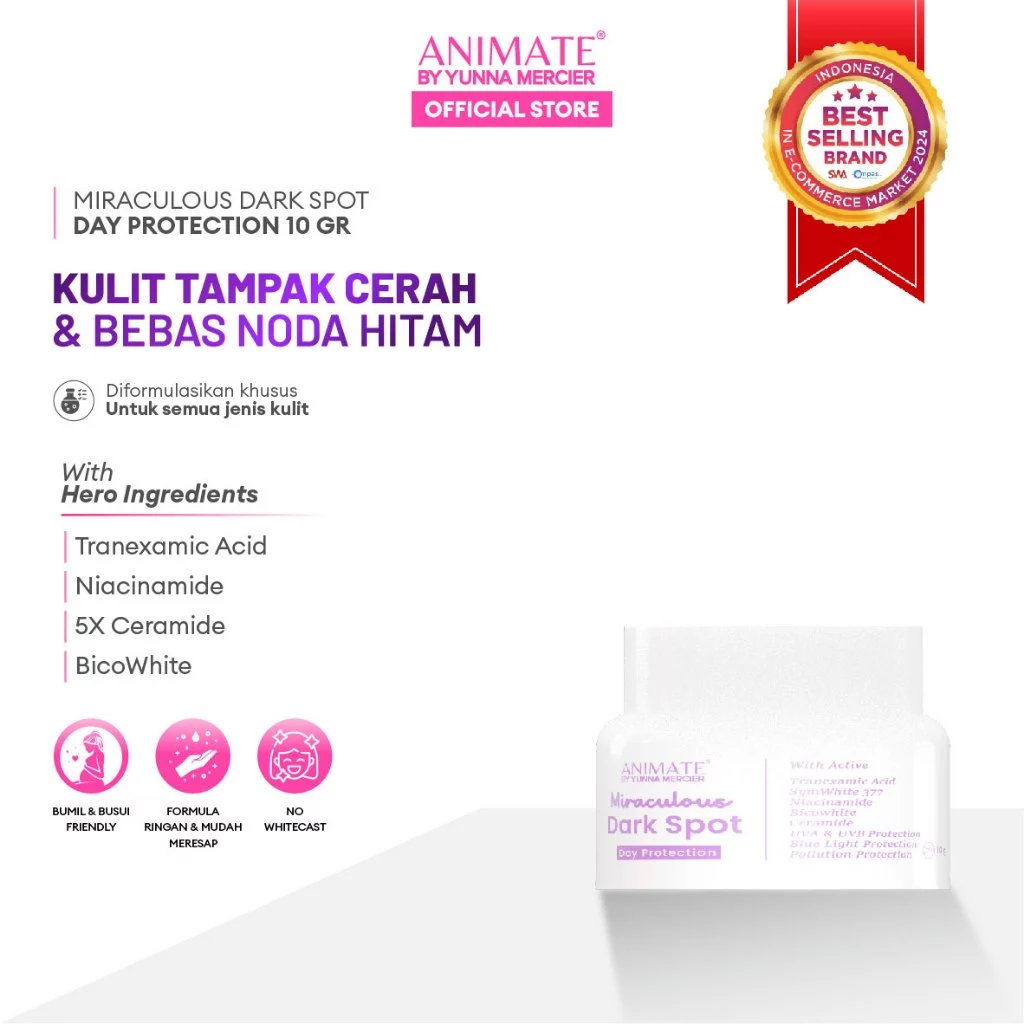 ANIMATE®
BY YUNNA MERCIER
OFFICIAL STORE
INDONESIA
BEST
SELLING
BRAND
SWA
IN E-COMMERCE MARKET 2024
MIRACULOUS DARK SPOT
DAY PROTECTION 10 GR
KULIT TAMPAK CERAH
& BEBAS NODA HITAM
Diformulasikan khusus
Untuk semua jenis kulit
With
Hero Ingredients
Tranexamic Acid
Niacinamide
5X Ceramide
BicoWhite
BUMIL & BUSUI
FRIENDLY
FORMULA
RINGAN & MUDAH
MERESAP
NO
WHITECAST
ANIMATE®
BY YUNNA MERCIER
Miraculous
Dark Spot
Day Protection
With Active
Tranexamic Acid
SymWhite 377
Niacinamide
Bicowhite
Ceramide
UVA & UVB Protection
Blue Light Protection
Pollution Protection